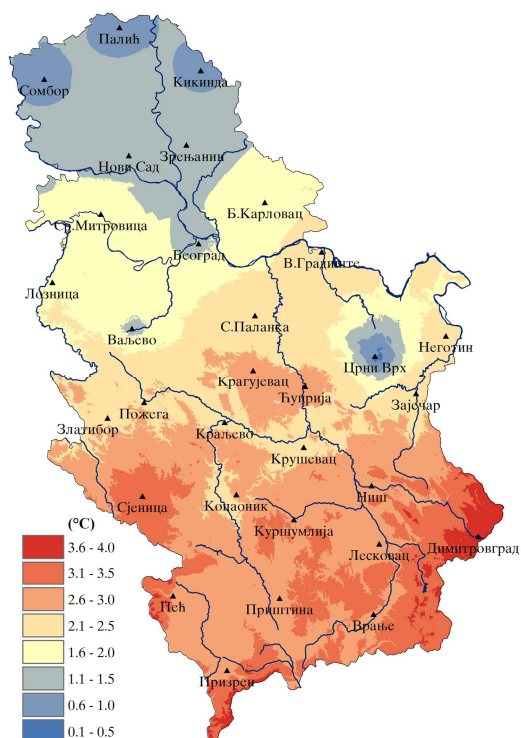 Палић
Сомбор
Кикинда
Зрењанин
Нови Сад
Б.Карловац
Ср.Митровица
Београд
В.Градиште
Лозница
С.Паланка
Ваљево
Неготин
Црни Врх
Крагујевац
Ћуприја
Зајечар
Пожега
Златибор
Краљево
Крушевац
Ниш
Сјеница
Копаоник
Куршумлија
Лесковац
Димитровград
Пећ
Приштина
Врање
Призрен
(°C)
3.6 - 4.0
3.1 - 3.5
2.6 - 3.0
2.1 - 2.5
1.6 - 2.0
1.1 - 1.5
0.6 - 1.0
0.1 - 0.5